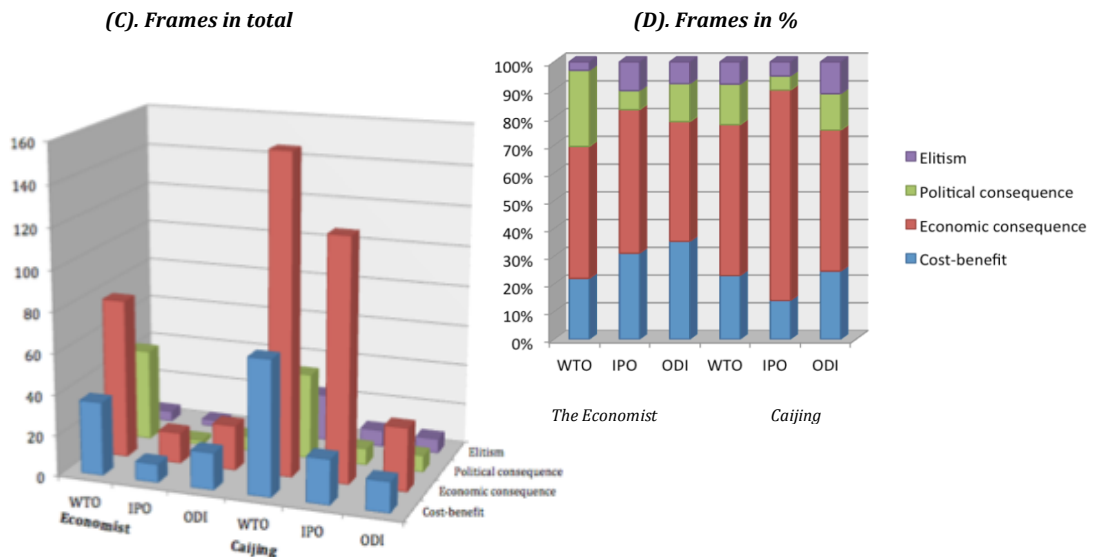 (C). Frames in total
160
140
120
100
80
60
40
20
0
WTO
IPO
ODI
WTO
IPO
ODI
Economist
Caijing
Elitism
Political consequence
Economic consequence
Cost-benefit
(D). Frames in %
100%
90%
80%
70%
60%
50%
40%
30%
20%
10%
0%
WTO IPO ODI WTO IPO ODI
The Economist Caijing
Elitism
Political consequence
Economic consequence
Cost-benefit